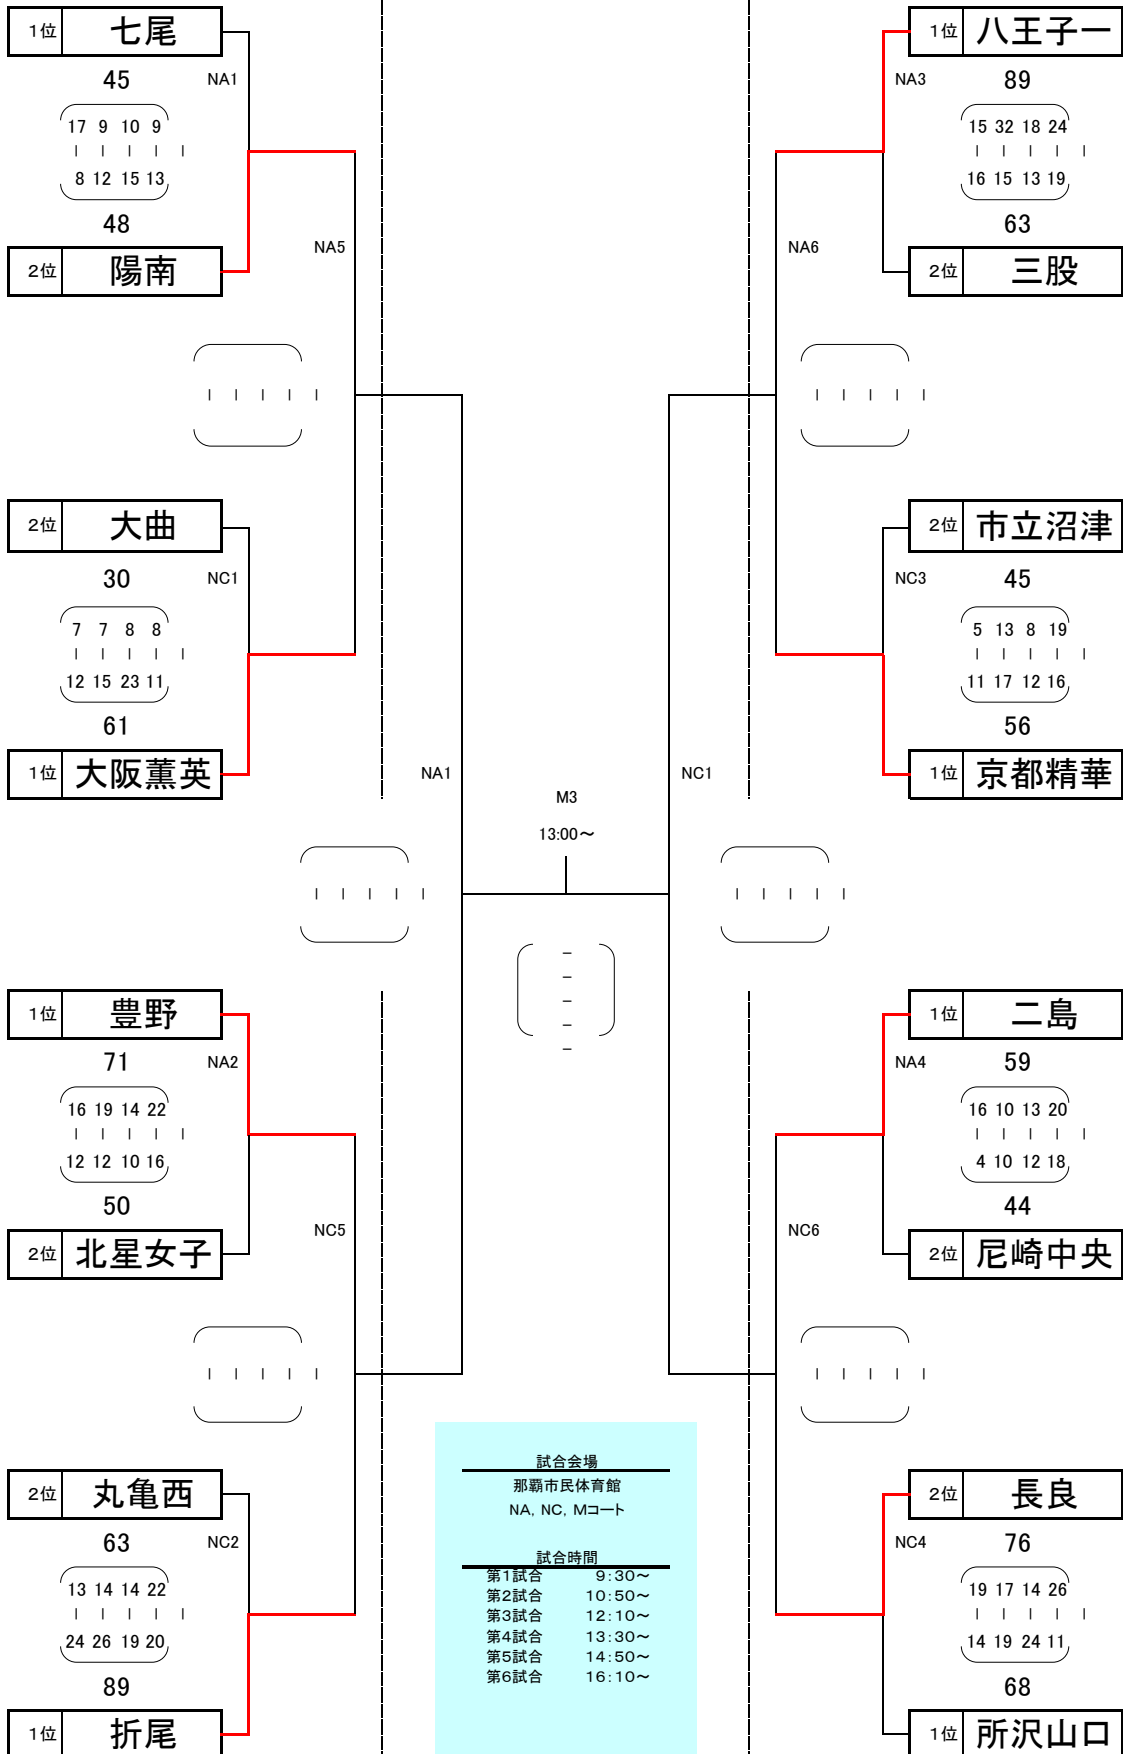 1位 七尾
45
NA1
17 9 10 9
8 12 15 13
48
2位 陽南
NA5
2位 大曲
30
NC1
7 7 8 8
12 15 23 11
61
1位 大阪薫英
NA1
1位 豊野
71
NA2
16 19 14 22
12 12 10 16
50
2位 北星女子
NC5
2位 丸亀西
63
NC2
13 14 14 22
24 26 19 20
89
1位 折尾
M3
13:00~
試合会場
那覇市民体育館
NA, NC, Mコート
試合時間
第1試合 9:30~
第2試合 10:50~
第3試合 12:10~
第4試合 13:30~
第5試合 14:50~
第6試合 16:10~
1位 八王子一
NA3
89
15 32 18 24
16 15 13 19
63
2位 三股
NA6
2位 市立沼津
NC3
45
5 13 8 19
11 17 12 16
56
1位 京都精華
NC1
1位 二島
NA4
59
16 10 13 20
4 10 12 18
44
2位 尼崎中央
NC6
2位 長良
NC4
76
19 17 14 26
14 19 24 11
68
1位 所沢山口